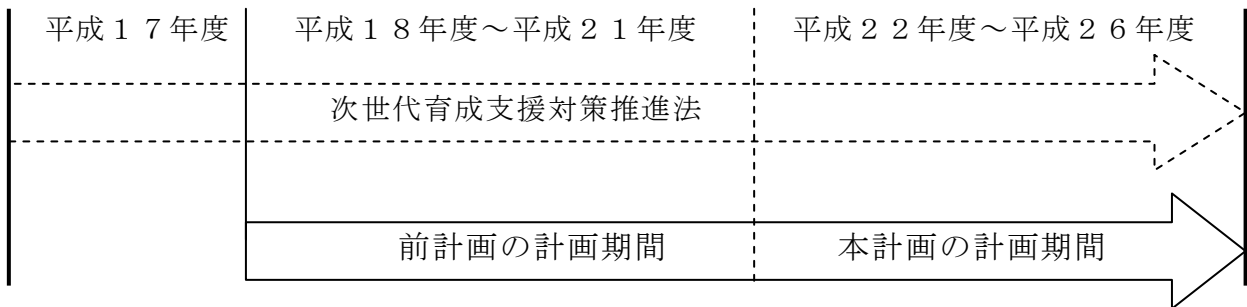 平成１７年度　平成１８年度～平成２１年度　平成２２年度～平成２６年度
次世代育成支援対策推進法
前計画の計画期間　本計画の計画期間